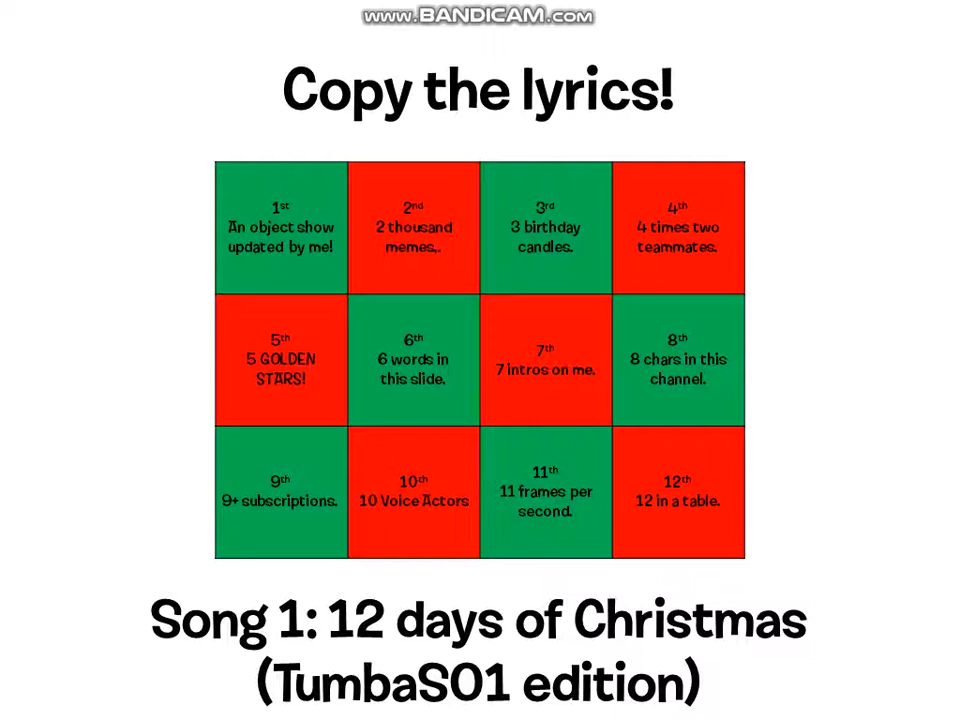 www.BANDICAM.com
Copy the lyrics!
1st
An object show
updated by me!
2nd
2 thousand
memes,.
3rd
3 birthday
candles.
4th
4 times two
teammates.
5th
5 GOLDEN
STARS!
6th
6 words in
this slide.
7th
7 intros on me.
8th
8 chars in this
channel.
9th
9+ subscriptions.
10th
10 Voice Actors
11th
11 frames per
second.
12th
12 in a table.
Song 1: 12 days of Christmas
(TumbaS01 edition)